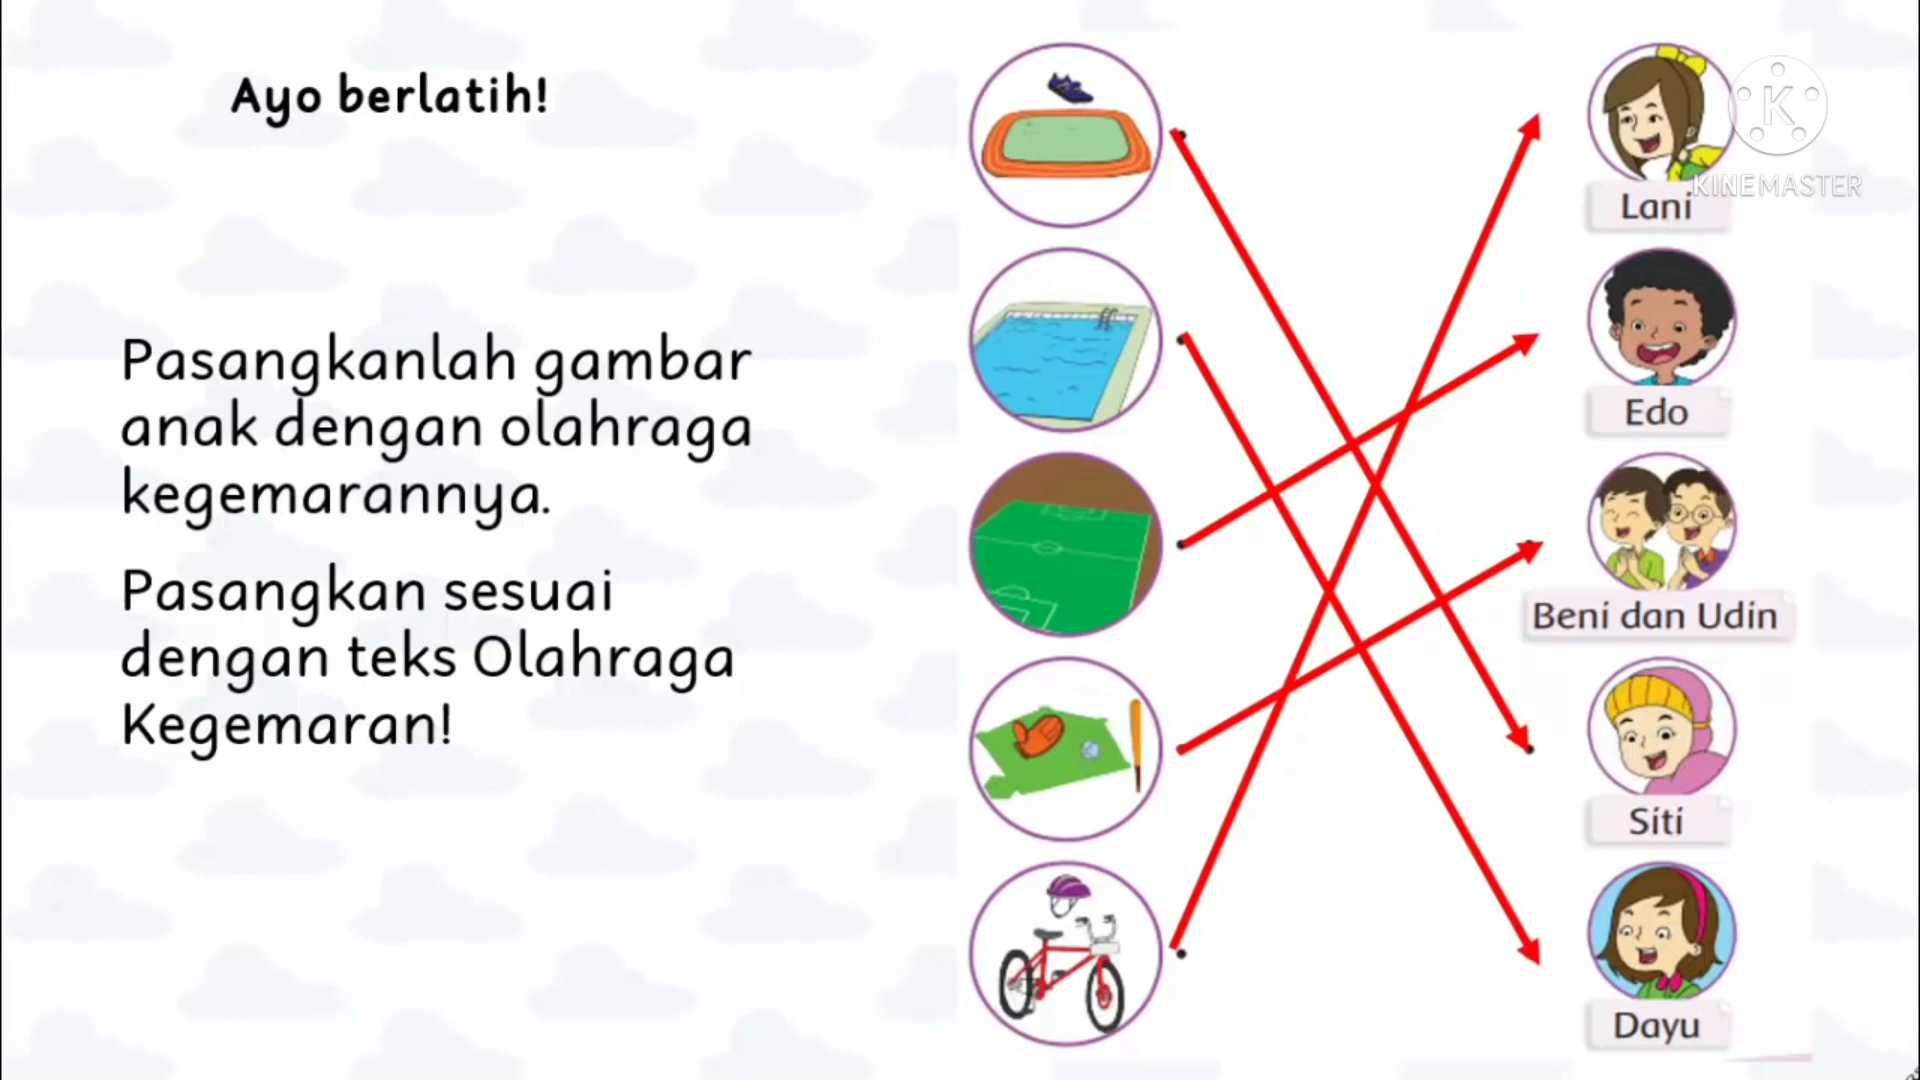 Ayo berlatih!
Pasangkanlah gambar
anak dengan olahraga
kegemarannya.
Pasangkan sesuai
dengan teks Olahraga
Kegemaran!
K
KINEMASTER
Lani
Edo
Beni dan Udin
Siti
Dayu